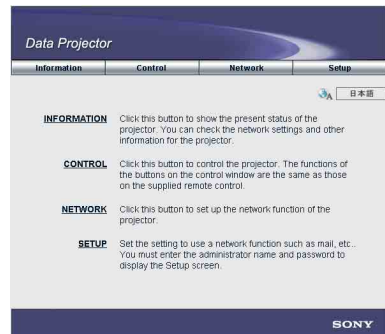 Data Projector
Information Control Network Setup
日本語
INFORMATION Click this button to show the present status of the
projector. You can check the network settings and other
information for the projector.
CONTROL Click this button to control the projector. The functions of
the buttons on the control window are the same as those
on the supplied remote control.
NETWORK Click this button to set up the network function of the
projector.
SETUP Set the setting to use a network function such as mail, etc..
You must enter the administrator name and password to
display the Setup screen.
SONY